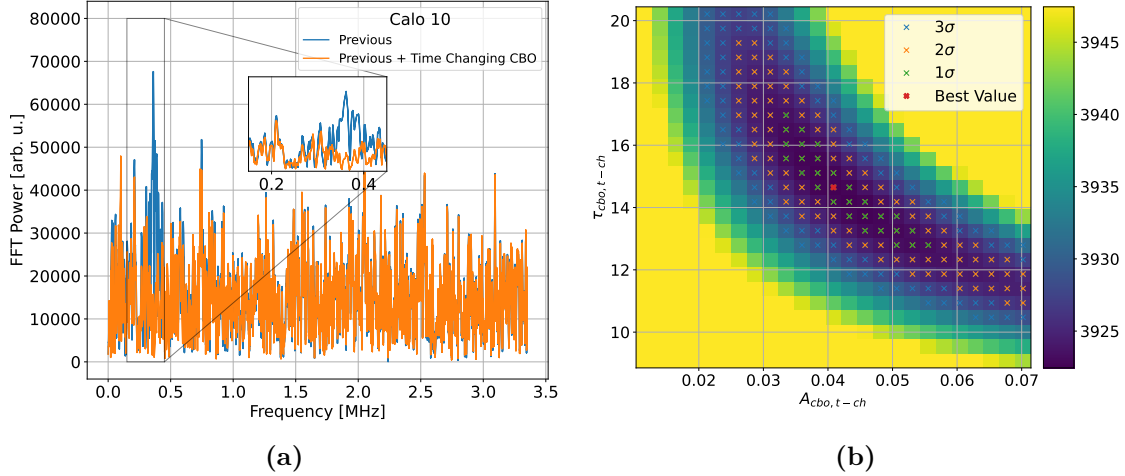 Calo 10
Previous
Previous + Time Changing CBO
80000
70000
60000
50000
40000
30000
20000
10000
0
FFT Power [arb. u.]
0.2
0.4
0.0
0.5
1.0
1.5
2.0
2.5
3.0
3.5
Frequency [MHz]
(a)
3σ
2σ
1σ
Best Value
20
18
16
14
12
10
τcbo, t−ch
0.02
0.03
0.04
0.05
0.06
0.07
Acbo, t−ch
3945
3940
3935
3930
3925
(b)